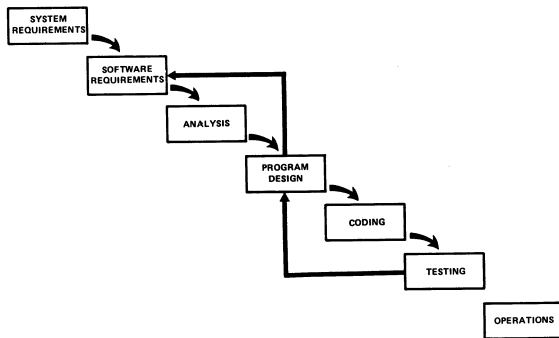 SYSTEM
REQUIREMENTS
SOFTWARE
REQUIREMENTS
ANALYSIS
PROGRAM
DESIGN
CODING
TESTING
OPERATIONS